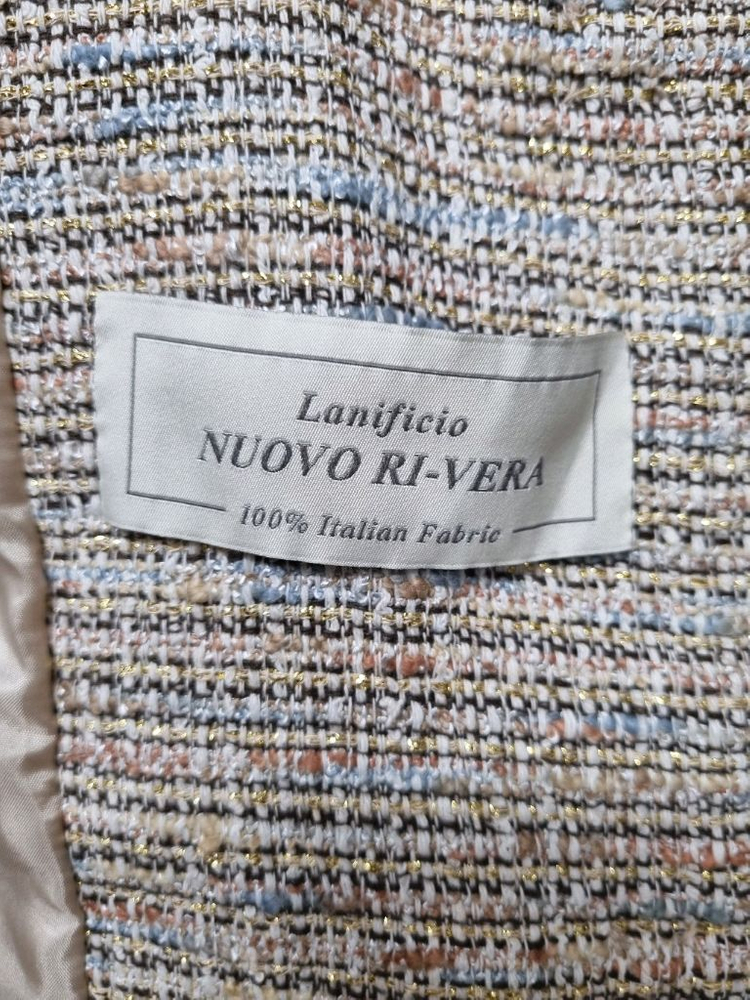 Lanificio
NUOVO RI-VERA
100% Italian Fabric